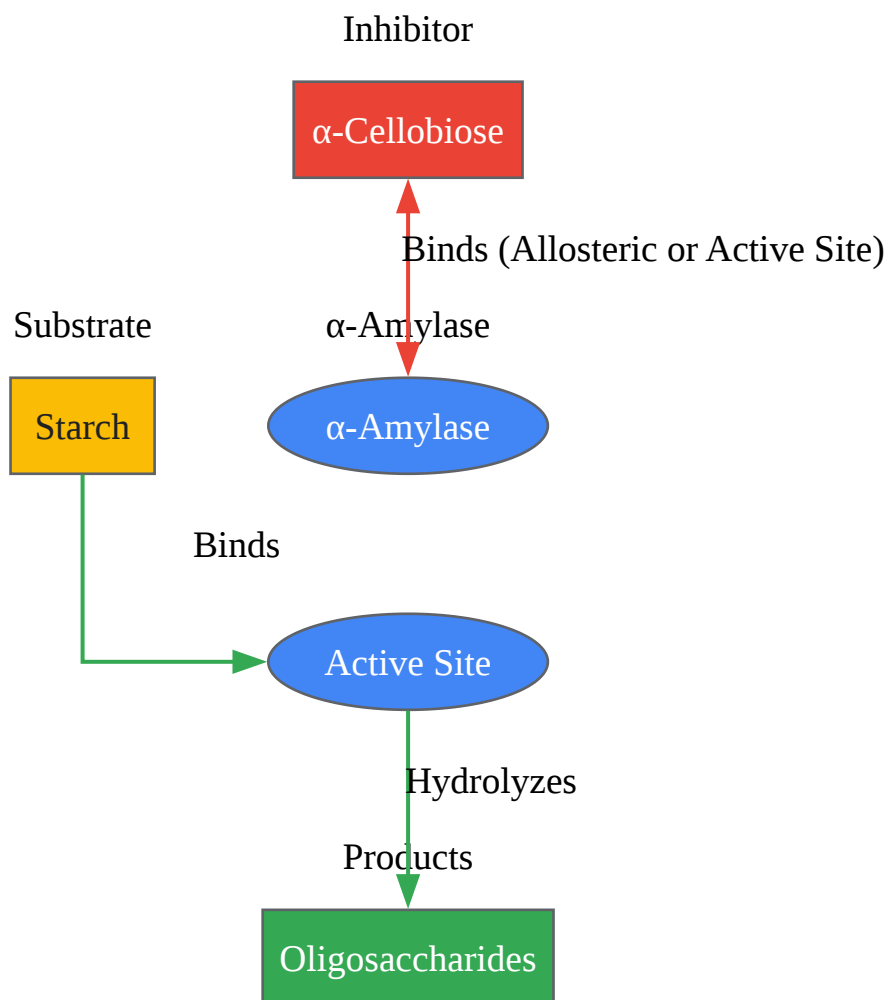 Inhibitor
α-Cellobiose
Binds (Allosteric or Active Site)
Substrate
α-Amylase
Starch
α-Amylase
Binds
Active Site
Hydrolyzes
Products
Oligosaccharides